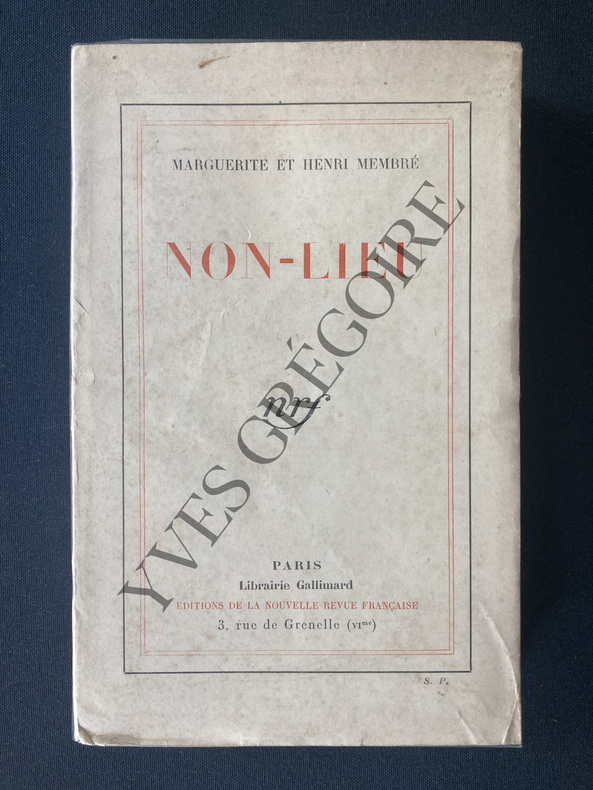 MARGUERITE ET HENRI MEMBRÉ
NON-LIEU
nrf
YVES GRÉGOIRE
PARIS
Librairie Gallimard
ÉDITIONS DE LA NOUVELLE REVUE FRANÇAISE
3, rue de Grenelle (VIme)
S. P.